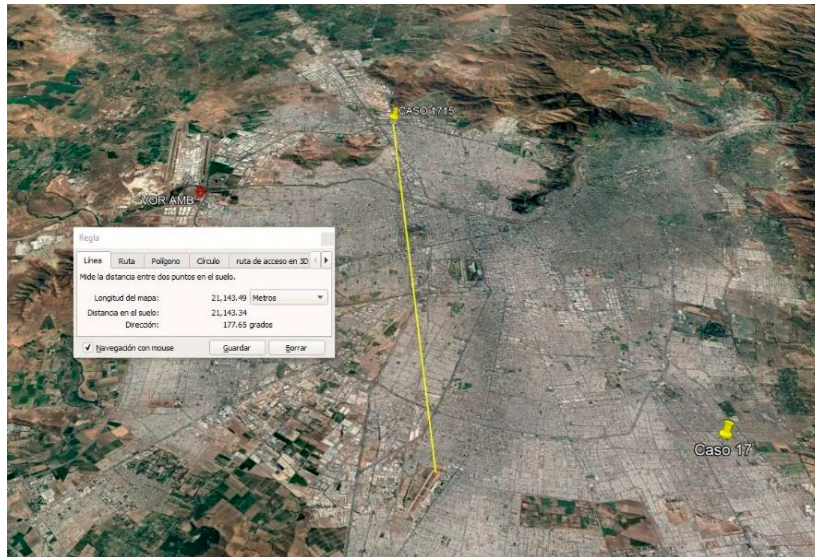 CASO 1715
VOR AMB
Regla
Línea Ruta Polígono Círculo ruta de acceso en 3D
Mide la distancia entre dos puntos en el suelo.
Longitud del mapa: 21,143.49 Metros
Distancia en el suelo: 21,143.34
Dirección: 177.65 grados
Navegación con mouse Guardar Borrar
Caso 17